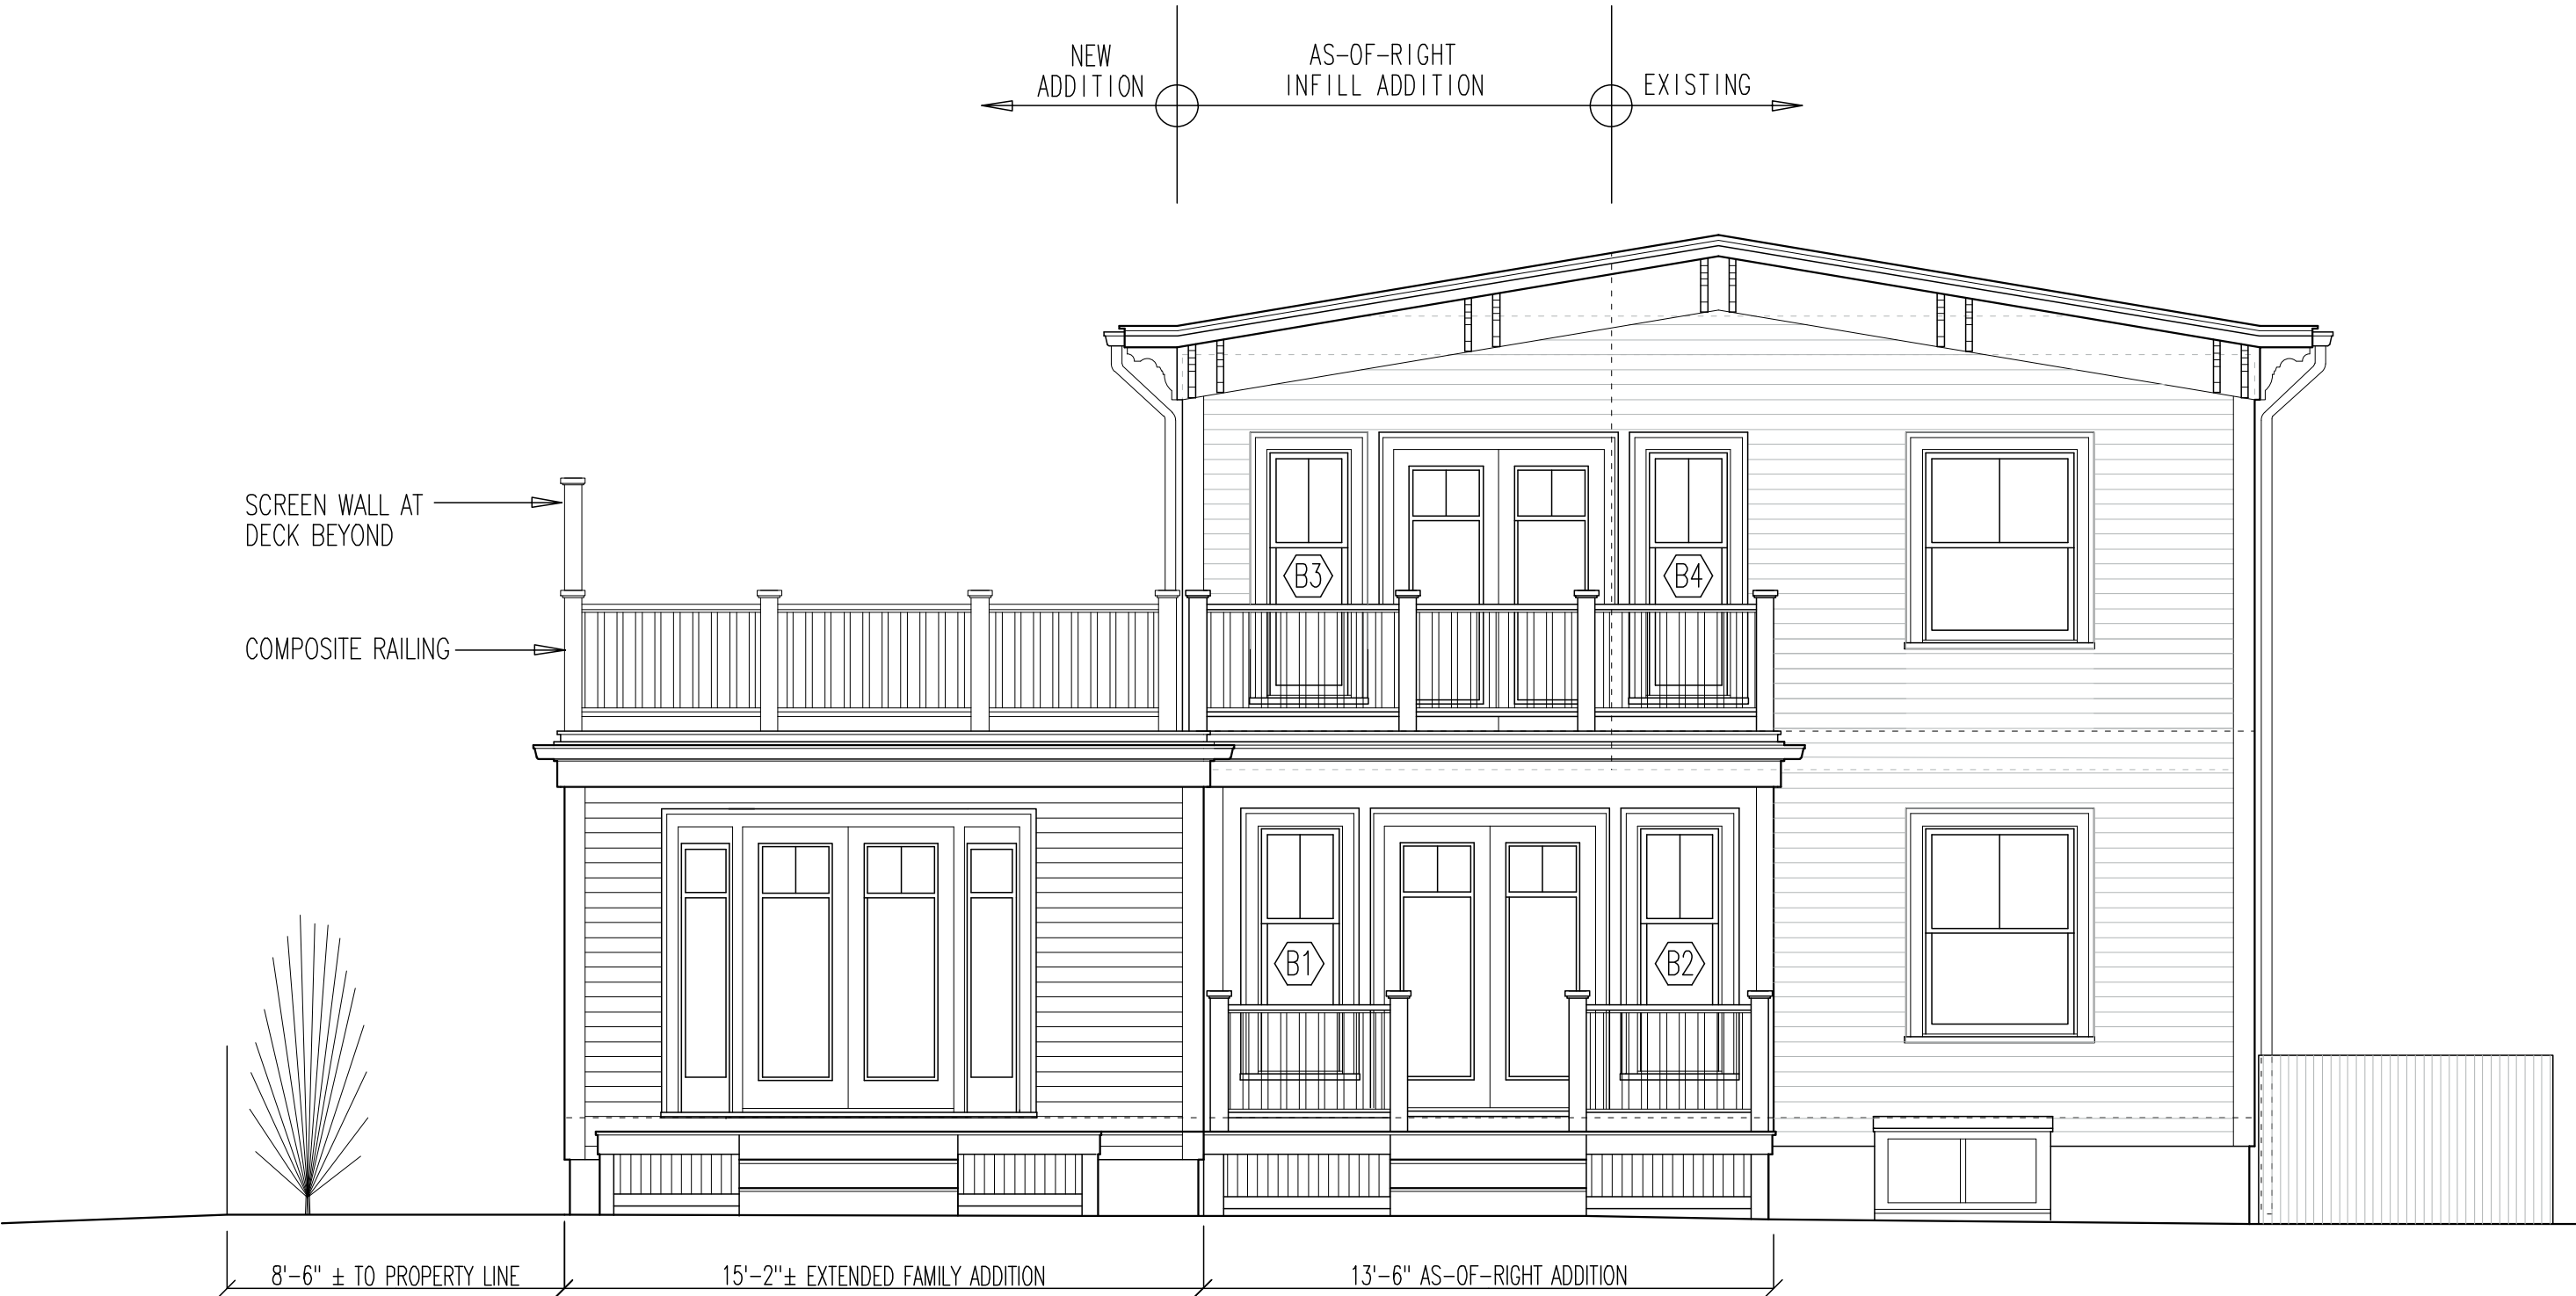 NEW
ADDITION
AS-OF-RIGHT
INFILL ADDITION
EXISTING
SCREEN WALL AT
DECK BEYOND
B3
B4
COMPOSITE RAILING
B1
B2
8'-6" ± TO PROPERTY LINE
15'-2"± EXTENDED FAMILY ADDITION
13'-6" AS-OF-RIGHT ADDITION